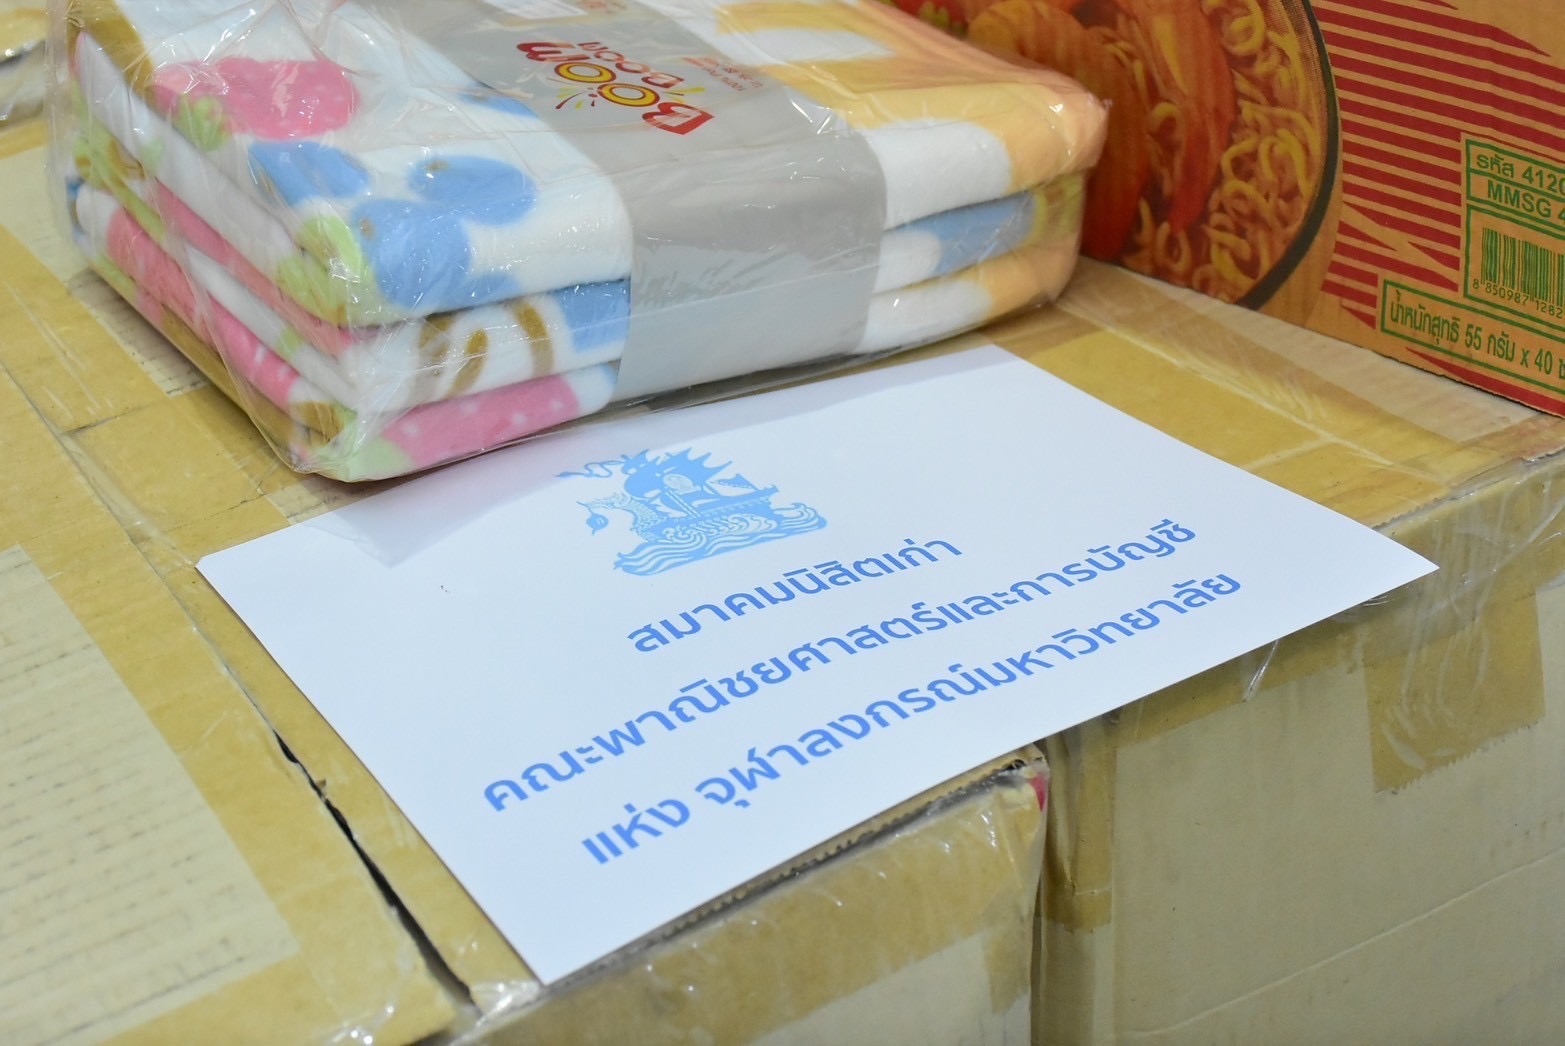 Boom
สมาคมนิสิตเก่า
คณะพาณิชยศาสตร์และการบัญชี
แห่ง จุฬาลงกรณ์มหาวิทยาลัย
รหัส 4120
MMSG
8 850987 1282
น้ำหนักสุทธิ 55 กรัม x 40